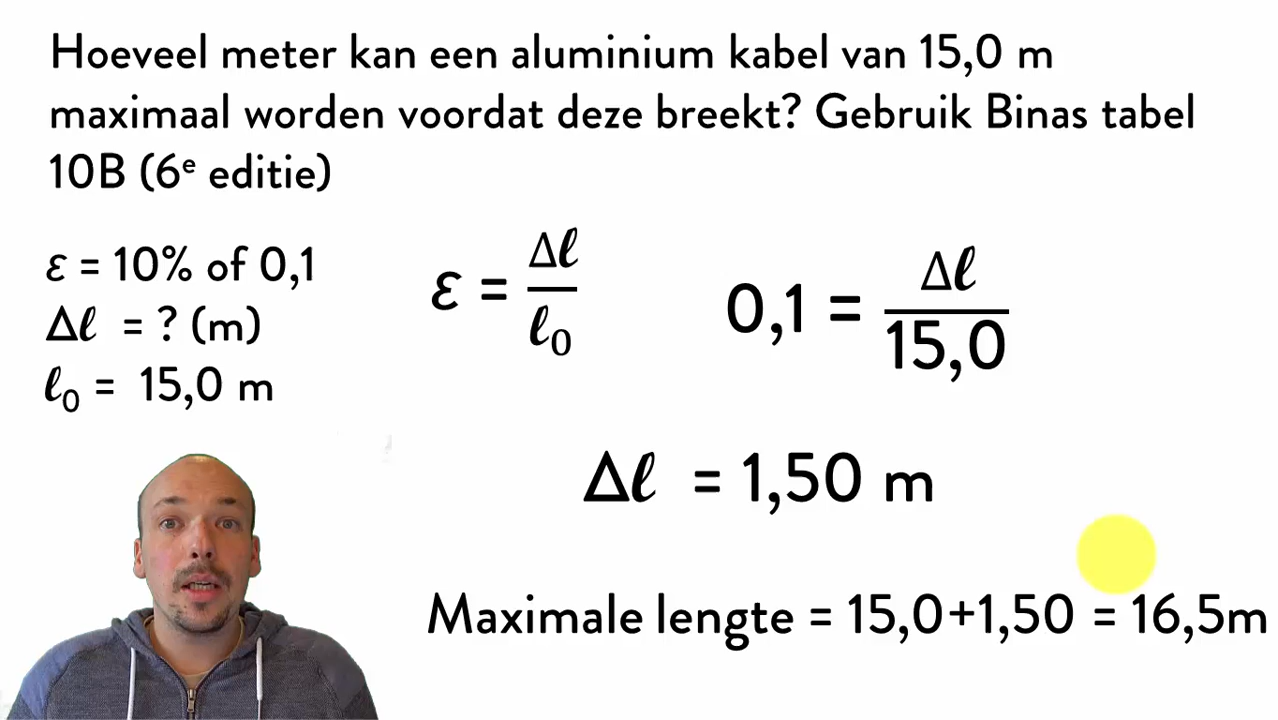 Hoeveel meter kan een aluminium kabel van 15,0 m
maximaal worden voordat deze breekt? Gebruik Binas tabel
10B (6ᵉ editie)
ε = 10% of 0,1
Δℓ = ? (m)
ℓ₀ = 15,0 m
ε = Δℓ / ℓ₀
0,1 = Δℓ / 15,0
Δℓ = 1,50 m
Maximale lengte = 15,0+1,50 = 16,5m